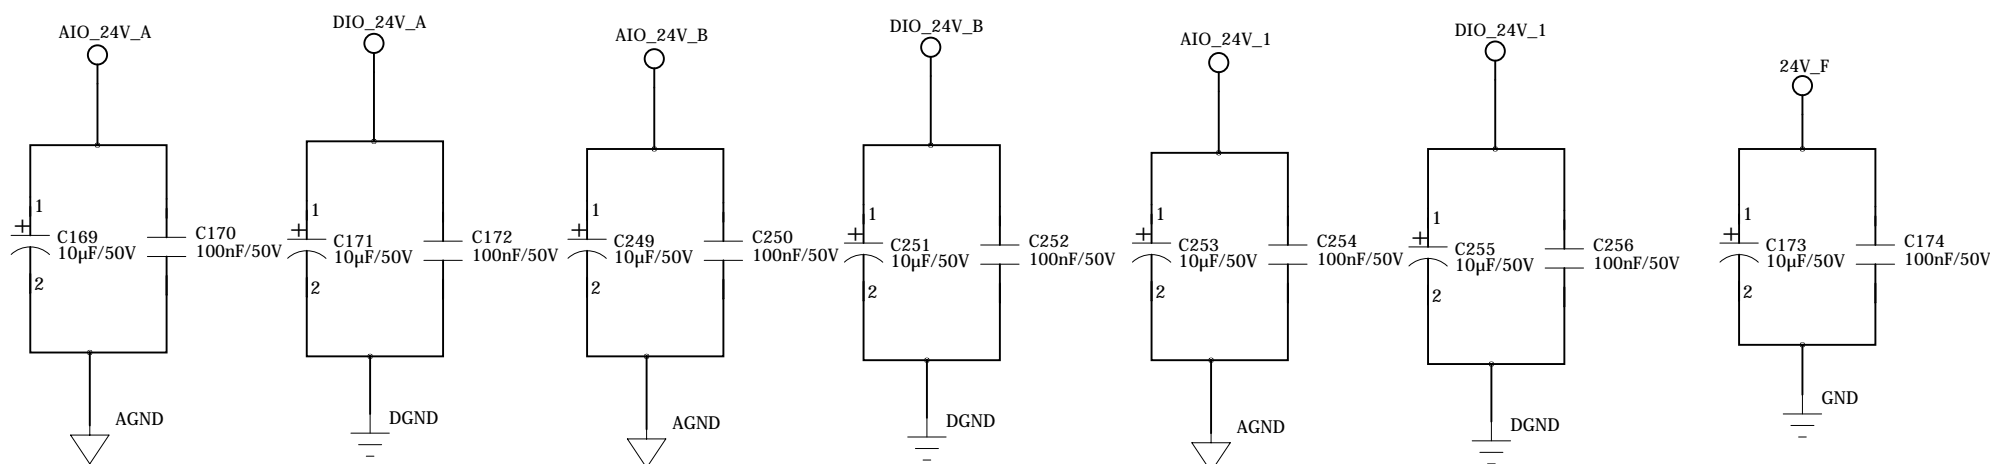 AIO_24V_A
1
C169
10µF/50V
2
C170
100nF/50V
AGND
DIO_24V_A
1
C171
10µF/50V
2
C172
100nF/50V
DGND
AIO_24V_B
1
C249
10µF/50V
2
C250
100nF/50V
AGND
DIO_24V_B
1
C251
10µF/50V
2
C252
100nF/50V
DGND
AIO_24V_1
1
C253
10µF/50V
2
C254
100nF/50V
AGND
DIO_24V_1
1
C255
10µF/50V
2
C256
100nF/50V
DGND
24V_F
1
C173
10µF/50V
2
C174
100nF/50V
GND